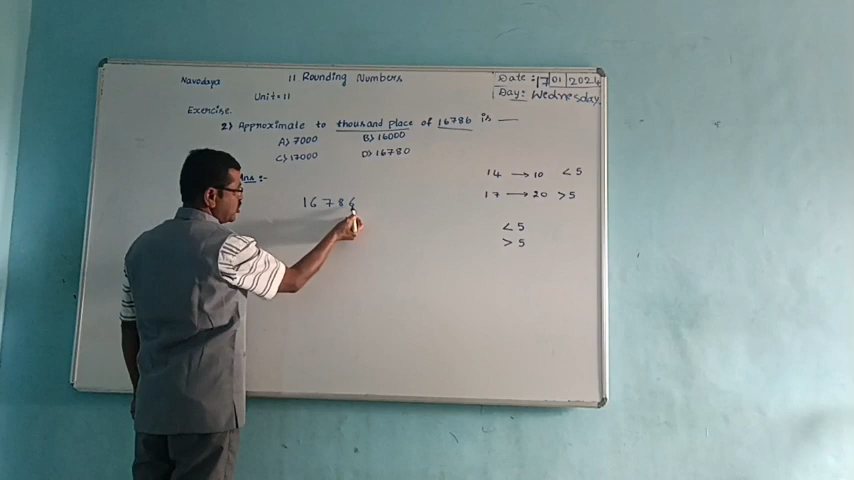 Navodaya
11 Rounding Numbers
Date : 17 01 2024
Unit-11
Day: Wednesday
Exercise
2) Approximate to thousand place of 16786 is —
A) 7000 B) 16000
C) 17000 D) 16780
Ans :-
14 → 10 < 5
16786
17 → 20 > 5
< 5
> 5